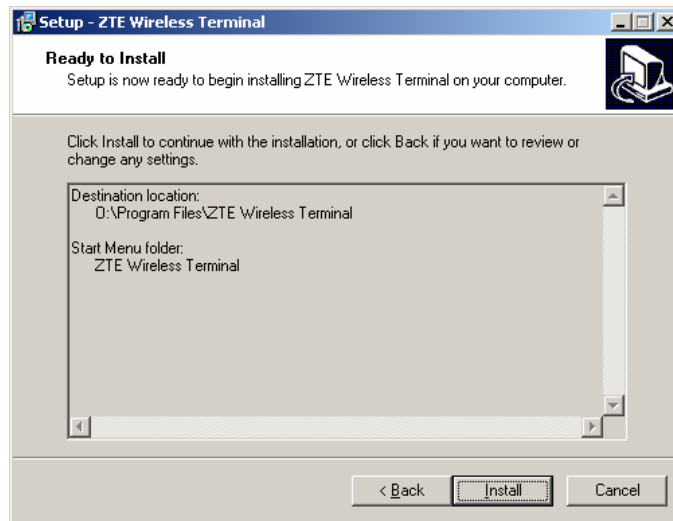 Setup - ZTE Wireless Terminal
Ready to Install
Setup is now ready to begin installing ZTE Wireless Terminal on your computer.
Click Install to continue with the installation, or click Back if you want to review or
change any settings.
Destination location:
O:\Program Files\ZTE Wireless Terminal
Start Menu folder:
ZTE Wireless Terminal
< Back
Install
Cancel